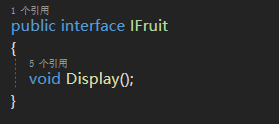 1 个引用
public interface IFruit
{
5 个引用
void Display();
}